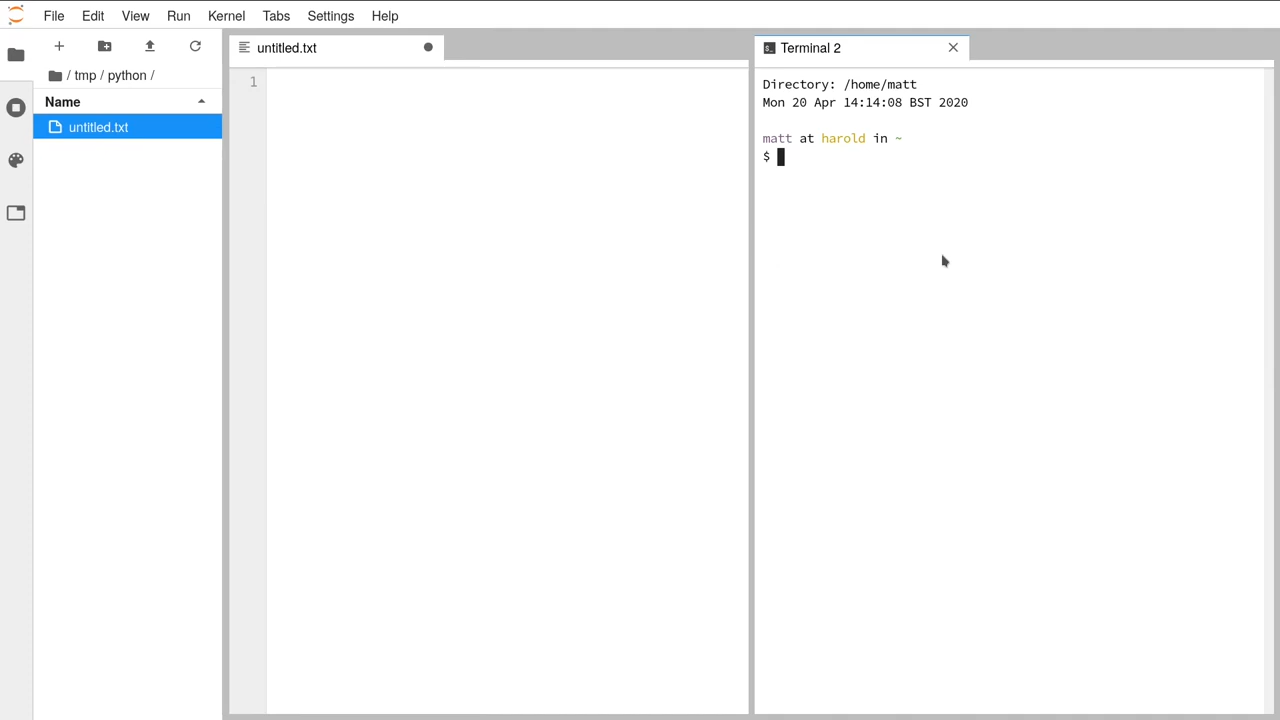 File Edit View Run Kernel Tabs Settings Help
/ tmp / python /
Name
untitled.txt
untitled.txt
1
Terminal 2
Directory: /home/matt
Mon 20 Apr 14:14:08 BST 2020
matt at harold in ~
$